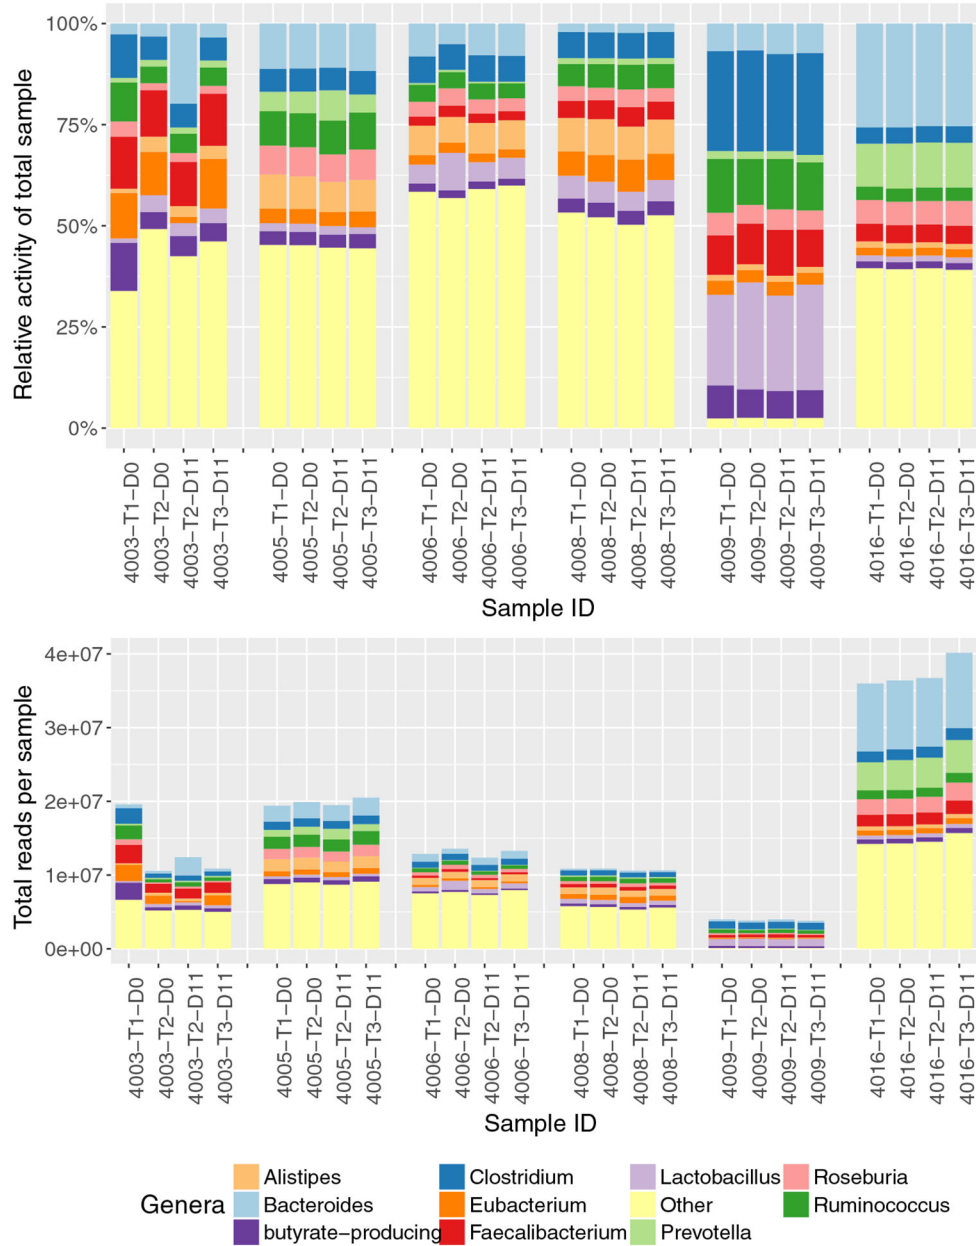 Relative activity of total sample
100%
75%
50%
25%
0%
4003−T1−D0
4003−T2−D0
4003−T2−D11
4003−T3−D11
4005−T1−D0
4005−T2−D0
4005−T2−D11
4005−T3−D11
4006−T1−D0
4006−T2−D0
4006−T2−D11
4006−T3−D11
4008−T1−D0
4008−T2−D0
4008−T2−D11
4008−T3−D11
4009−T1−D0
4009−T2−D0
4009−T2−D11
4009−T3−D11
4016−T1−D0
4016−T2−D0
4016−T2−D11
4016−T3−D11
Sample ID
Total reads per sample
4e+07
3e+07
2e+07
1e+07
0e+00
4003−T1−D0
4003−T2−D0
4003−T2−D11
4003−T3−D11
4005−T1−D0
4005−T2−D0
4005−T2−D11
4005−T3−D11
4006−T1−D0
4006−T2−D0
4006−T2−D11
4006−T3−D11
4008−T1−D0
4008−T2−D0
4008−T2−D11
4008−T3−D11
4009−T1−D0
4009−T2−D0
4009−T2−D11
4009−T3−D11
4016−T1−D0
4016−T2−D0
4016−T2−D11
4016−T3−D11
Sample ID
Genera
Alistipes
Bacteroides
butyrate−producing
Clostridium
Eubacterium
Faecalibacterium
Lactobacillus
Other
Prevotella
Roseburia
Ruminococcus